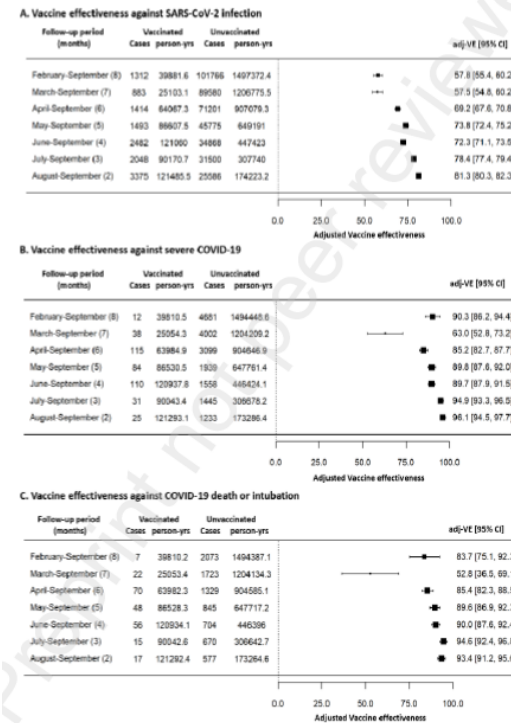 A. Vaccine effectiveness against SARS-CoV-2 infection
Follow-up period Vaccinated Unvaccinated
(months) Cases person-yrs Cases person-yrs adj-VE [95% CI]
February-September (8) 1312 39881.6 101766 1497372.4 57.8 [55.4, 60.2
March-September (7) 883 25103.1 89580 1206775.5 57.5 [54.8, 60.2
April-September (6) 1414 64067.3 71201 907079.3 69.2 [67.6, 70.8
May-September (5) 1493 86607.5 45775 649191 73.8 [72.4, 75.2
June-September (4) 2482 121000 34868 447423 72.3 [71.1, 73.5
July-September (3) 2048 90170.7 31500 307740 78.4 [77.4, 79.4
August-September (2) 3375 121485.5 25586 174223.2 81.3 [80.3, 82.3
0.0 25.0 50.0 75.0 100.0
Adjusted Vaccine effectiveness
B. Vaccine effectiveness against severe COVID-19
Follow-up period Vaccinated Unvaccinated
(months) Cases person-yrs Cases person-yrs adj-VE [95% CI]
February-September (8) 12 39810.5 4681 1494448.6 90.3 [86.2, 94.4
March-September (7) 38 25054.3 4002 1204209.2 63.0 [52.8, 73.2
April-September (6) 115 63984.9 3099 904646.9 85.2 [82.7, 87.7
May-September (5) 84 86530.5 1939 647761.4 89.8 [87.6, 92.0
June-September (4) 110 120937.8 1558 446424.1 89.7 [87.9, 91.5
July-September (3) 31 90043.4 1445 306678.2 94.9 [93.3, 96.5
August-September (2) 25 121293.1 1233 173286.4 96.1 [94.5, 97.7
0.0 25.0 50.0 75.0 100.0
Adjusted Vaccine effectiveness
C. Vaccine effectiveness against COVID-19 death or intubation
Follow-up period Vaccinated Unvaccinated
(months) Cases person-yrs Cases person-yrs adj-VE [95% CI]
February-September (8) 7 39810.2 2073 1494387.1 83.7 [75.1, 92.
March-September (7) 22 25053.4 1723 1204134.3 52.8 [36.5, 69.
April-September (6) 70 63982.3 1329 904585.1 85.4 [82.3, 88.
May-September (5) 48 86528.3 845 647717.2 89.6 [86.9, 92.
June-September (4) 56 120934.1 704 446396 90.0 [87.6, 92.
July-September (3) 15 90042.6 670 306642.7 94.6 [92.4, 96.
August-September (2) 17 121292.4 577 173264.6 93.4 [91.2, 95.
0.0 25.0 50.0 75.0 100.0
Adjusted Vaccine effectiveness
Preprint not peer review